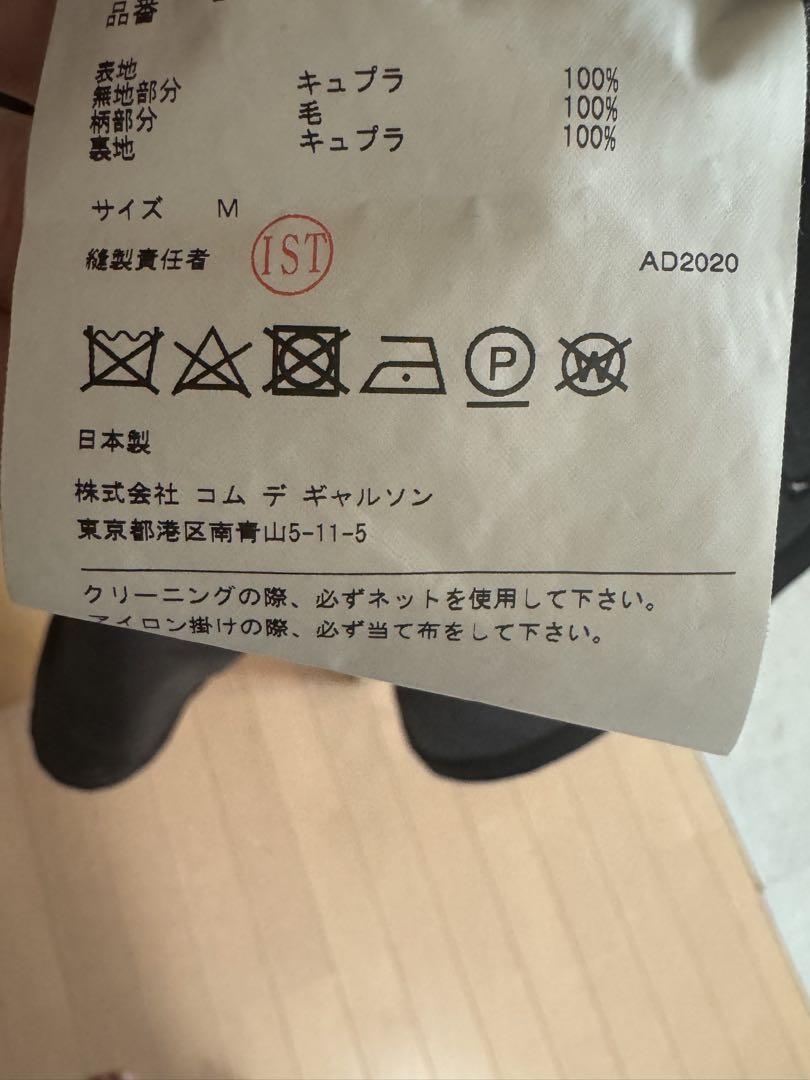 品番
表地
無地部分 キュプラ 100%
柄部分 毛 100%
裏地 キュプラ 100%
サイズ M
縫製責任者 IST AD2020
P W
日本製
株式会社 コム デ ギャルソン
東京都港区南青山5-11-5
クリーニングの際、必ずネットを使用して下さい。
アイロン掛けの際、必ず当て布をして下さい。